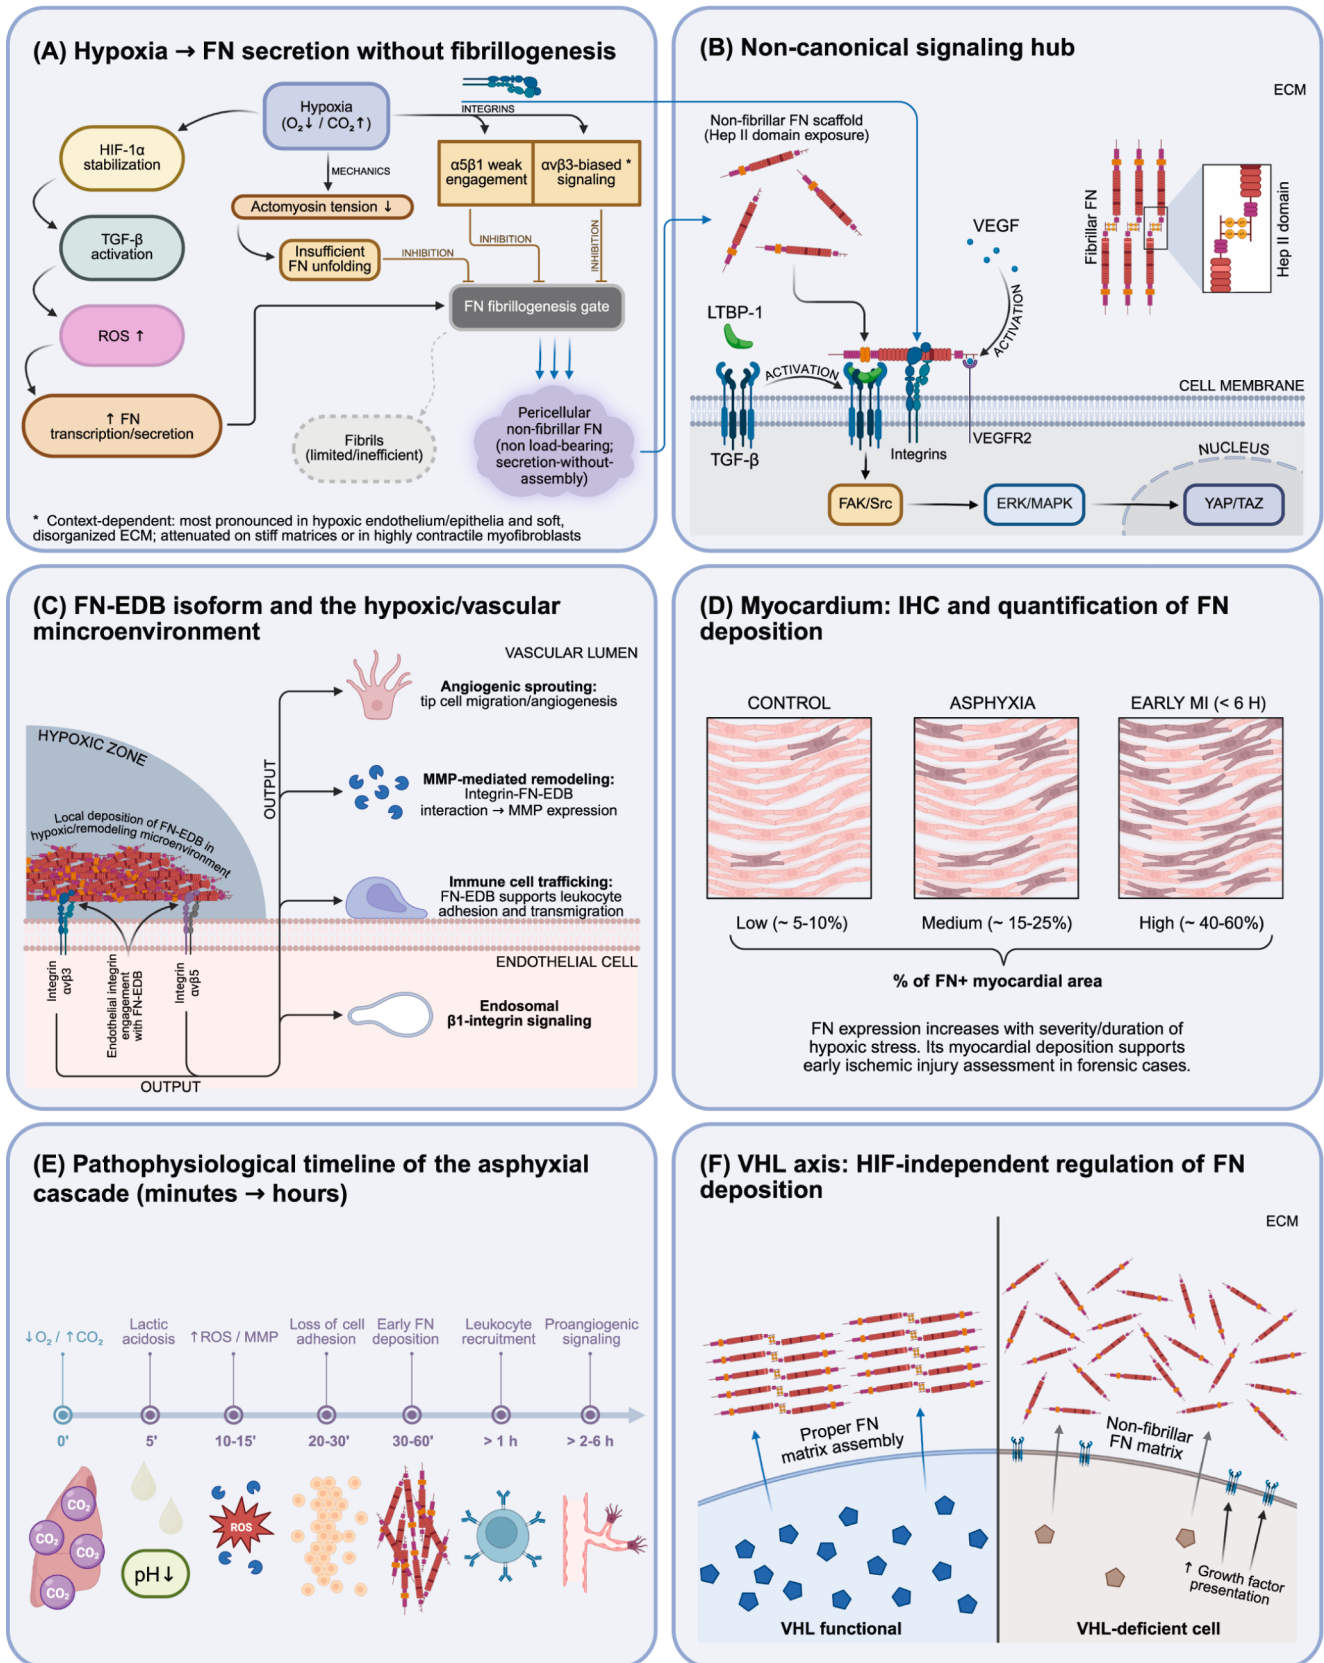 (A) Hypoxia → FN secretion without fibrillogenesis
Hypoxia
(O₂↓ / CO₂↑)
INTEGRINS
HIF-1α
stabilization
MECHANICS
α5β1 weak
engagement
αvβ3-biased *
signaling
Actomyosin tension ↓
TGF-β
activation
Insufficient
FN unfolding
INHIBITION
INHIBITION
INHIBITION
ROS ↑
FN fibrillogenesis gate
↑ FN
transcription/secretion
Fibrils
(limited/inefficient)
Pericellular
non-fibrillar FN
(non load-bearing;
secretion-without-
assembly)
* Context-dependent: most pronounced in hypoxic endothelium/epithelia and soft,
disorganized ECM; attenuated on stiff matrices or in highly contractile myofibroblasts
(B) Non-canonical signaling hub
ECM
Non-fibrillar FN scaffold
(Hep II domain exposure)
Fibrillar FN
Hep II domain
VEGF
ACTIVATION
LTBP-1
ACTIVATION
CELL MEMBRANE
TGF-β
Integrins
VEGFR2
NUCLEUS
FAK/Src
ERK/MAPK
YAP/TAZ
(C) FN-EDB isoform and the hypoxic/vascular
mincroenvironment
VASCULAR LUMEN
HYPOXIC ZONE
Local deposition of FN-EDB in
hypoxic/remodeling microenvironment
OUTPUT
Angiogenic sprouting:
tip cell migration/angiogenesis
MMP-mediated remodeling:
Integrin-FN-EDB
interaction → MMP expression
Immune cell trafficking:
FN-EDB supports leukocyte
adhesion and transmigration
ENDOTHELIAL CELL
Integrin
αvβ3
Endothelial integrin
engagement
with FN-EDB
Integrin
αvβ5
Endosomal
β1-integrin signaling
OUTPUT
(D) Myocardium: IHC and quantification of FN
deposition
CONTROL
ASPHYXIA
EARLY MI (< 6 H)
Low (~ 5-10%)
Medium (~ 15-25%)
High (~ 40-60%)
% of FN+ myocardial area
FN expression increases with severity/duration of
hypoxic stress. Its myocardial deposition supports
early ischemic injury assessment in forensic cases.
(E) Pathophysiological timeline of the asphyxial
cascade (minutes → hours)
↓O₂ / ↑CO₂
Lactic
acidosis
↑ROS / MMP
Loss of cell
adhesion
Early FN
deposition
Leukocyte
recruitment
Proangiogenic
signaling
0'
5'
10-15'
20-30'
30-60'
> 1 h
> 2-6 h
CO₂
CO₂
CO₂
CO₂
pH↓
ROS
(F) VHL axis: HIF-independent regulation of FN
deposition
ECM
Proper FN
matrix assembly
Non-fibrillar
FN matrix
↑ Growth factor
presentation
VHL functional
VHL-deficient cell